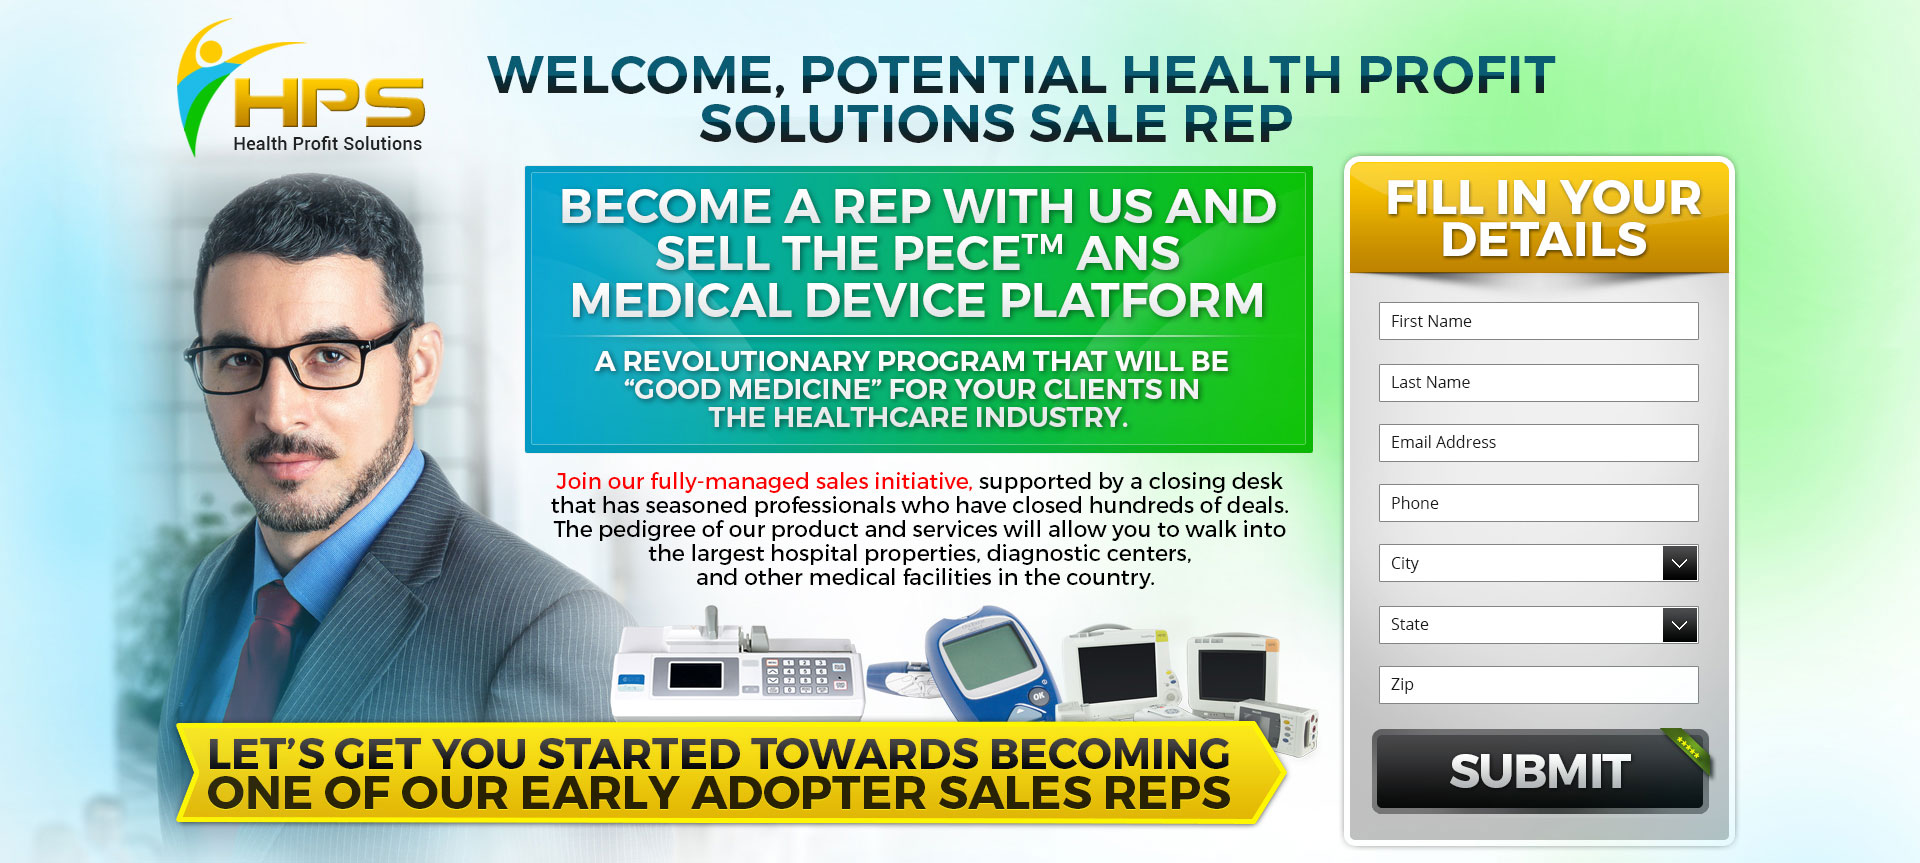 HPS
Health Profit Solutions
WELCOME, POTENTIAL HEALTH PROFIT
SOLUTIONS SALE REP
BECOME A REP WITH US AND
SELL THE PECE™ ANS
MEDICAL DEVICE PLATFORM
A REVOLUTIONARY PROGRAM THAT WILL BE
“GOOD MEDICINE” FOR YOUR CLIENTS IN
THE HEALTHCARE INDUSTRY.
Join our fully-managed sales initiative, supported by a closing desk
that has seasoned professionals who have closed hundreds of deals.
The pedigree of our product and services will allow you to walk into
the largest hospital properties, diagnostic centers,
and other medical facilities in the country.
OK
LET’S GET YOU STARTED TOWARDS BECOMING
ONE OF OUR EARLY ADOPTER SALES REPS
FILL IN YOUR
DETAILS
First Name
Last Name
Email Address
Phone
City
State
Zip
SUBMIT